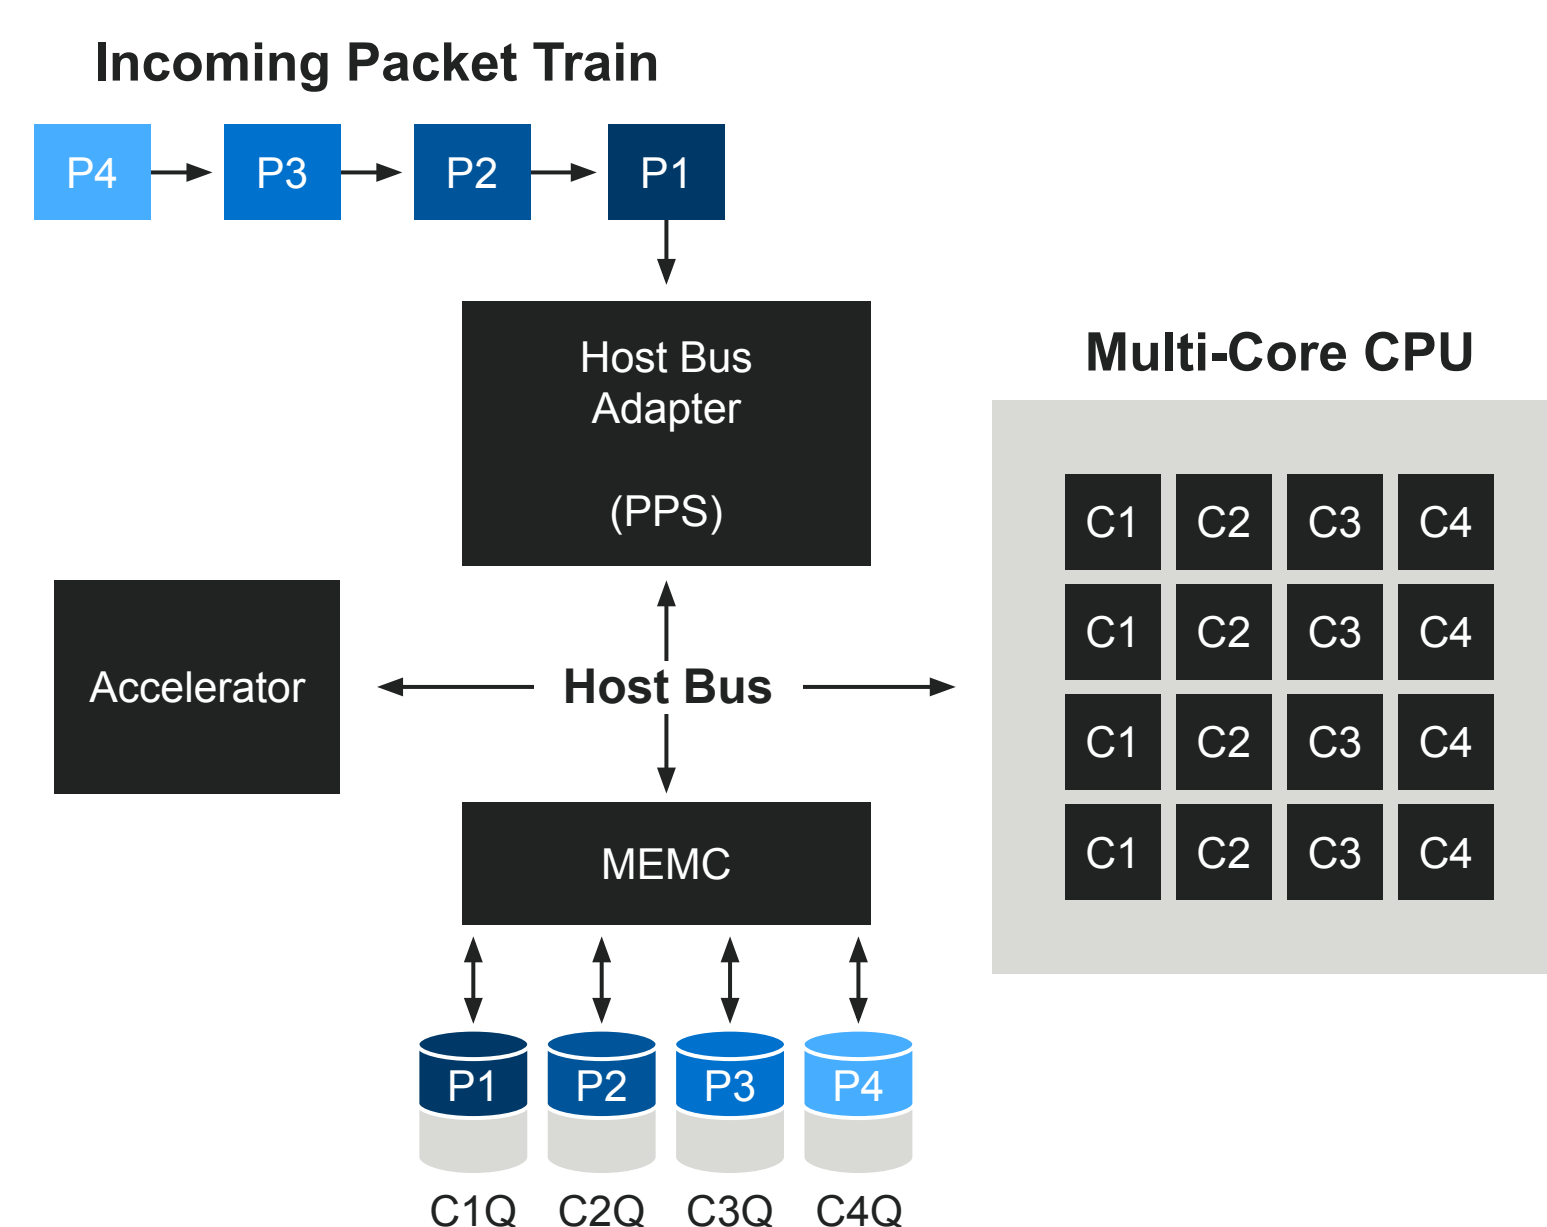 Incoming Packet Train
P4 P3 P2 P1
Host Bus
Adapter
(PPS)
Multi-Core CPU
C1 C2 C3 C4
C1 C2 C3 C4
C1 C2 C3 C4
C1 C2 C3 C4
Accelerator
Host Bus
MEMC
P1 P2 P3 P4
C1Q C2Q C3Q C4Q